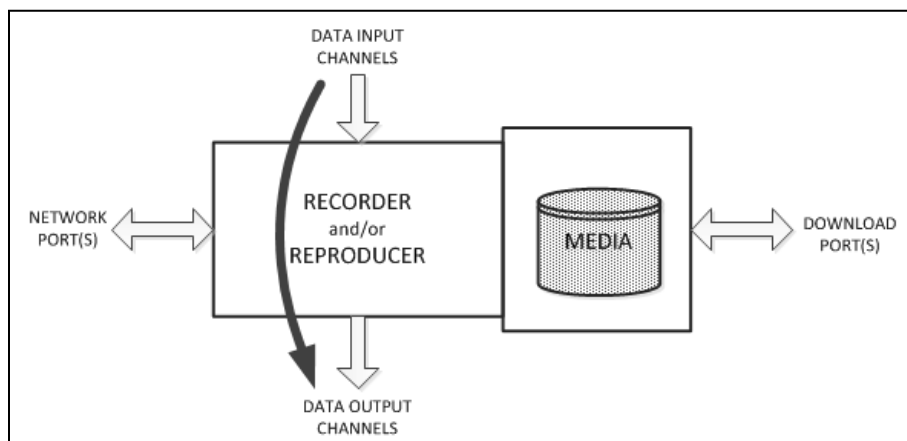 DATA INPUT
CHANNELS
RECORDER
and/or
REPRODUCER
MEDIA
NETWORK
PORT(S)
DOWNLOAD
PORT(S)
DATA OUTPUT
CHANNELS